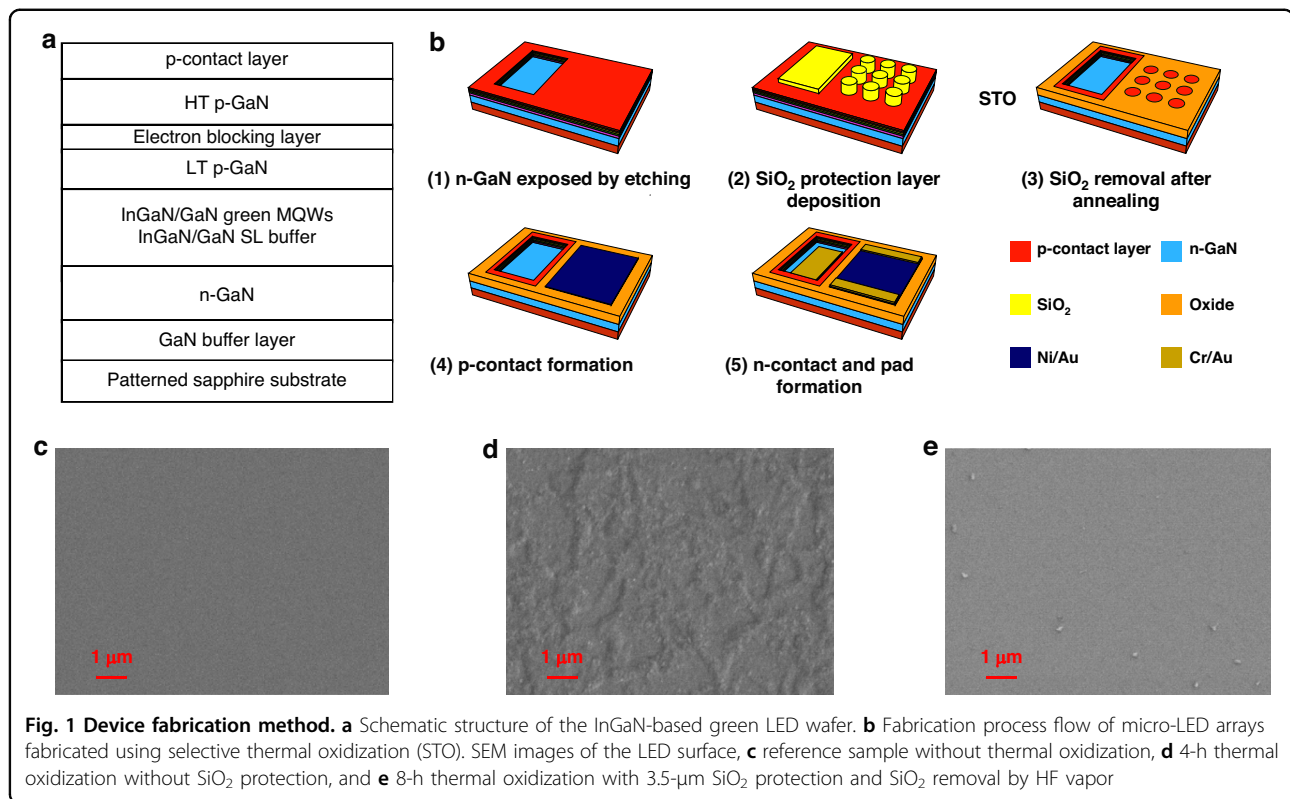 a
p-contact layer
HT p-GaN
Electron blocking layer
LT p-GaN
InGaN/GaN green MQWs
InGaN/GaN SL buffer
n-GaN
GaN buffer layer
Patterned sapphire substrate
b
STO
(1) n-GaN exposed by etching
(2) SiO₂ protection layer
deposition
(3) SiO₂ removal after
annealing
p-contact layer
n-GaN
SiO₂
Oxide
Ni/Au
Cr/Au
(4) p-contact formation
(5) n-contact and pad
formation
c
1 μm
d
1 μm
e
1 μm
Fig. 1 Device fabrication method. a Schematic structure of the InGaN-based green LED wafer. b Fabrication process flow of micro-LED arrays
fabricated using selective thermal oxidization (STO). SEM images of the LED surface, c reference sample without thermal oxidization, d 4-h thermal
oxidization without SiO₂ protection, and e 8-h thermal oxidization with 3.5-μm SiO₂ protection and SiO₂ removal by HF vapor